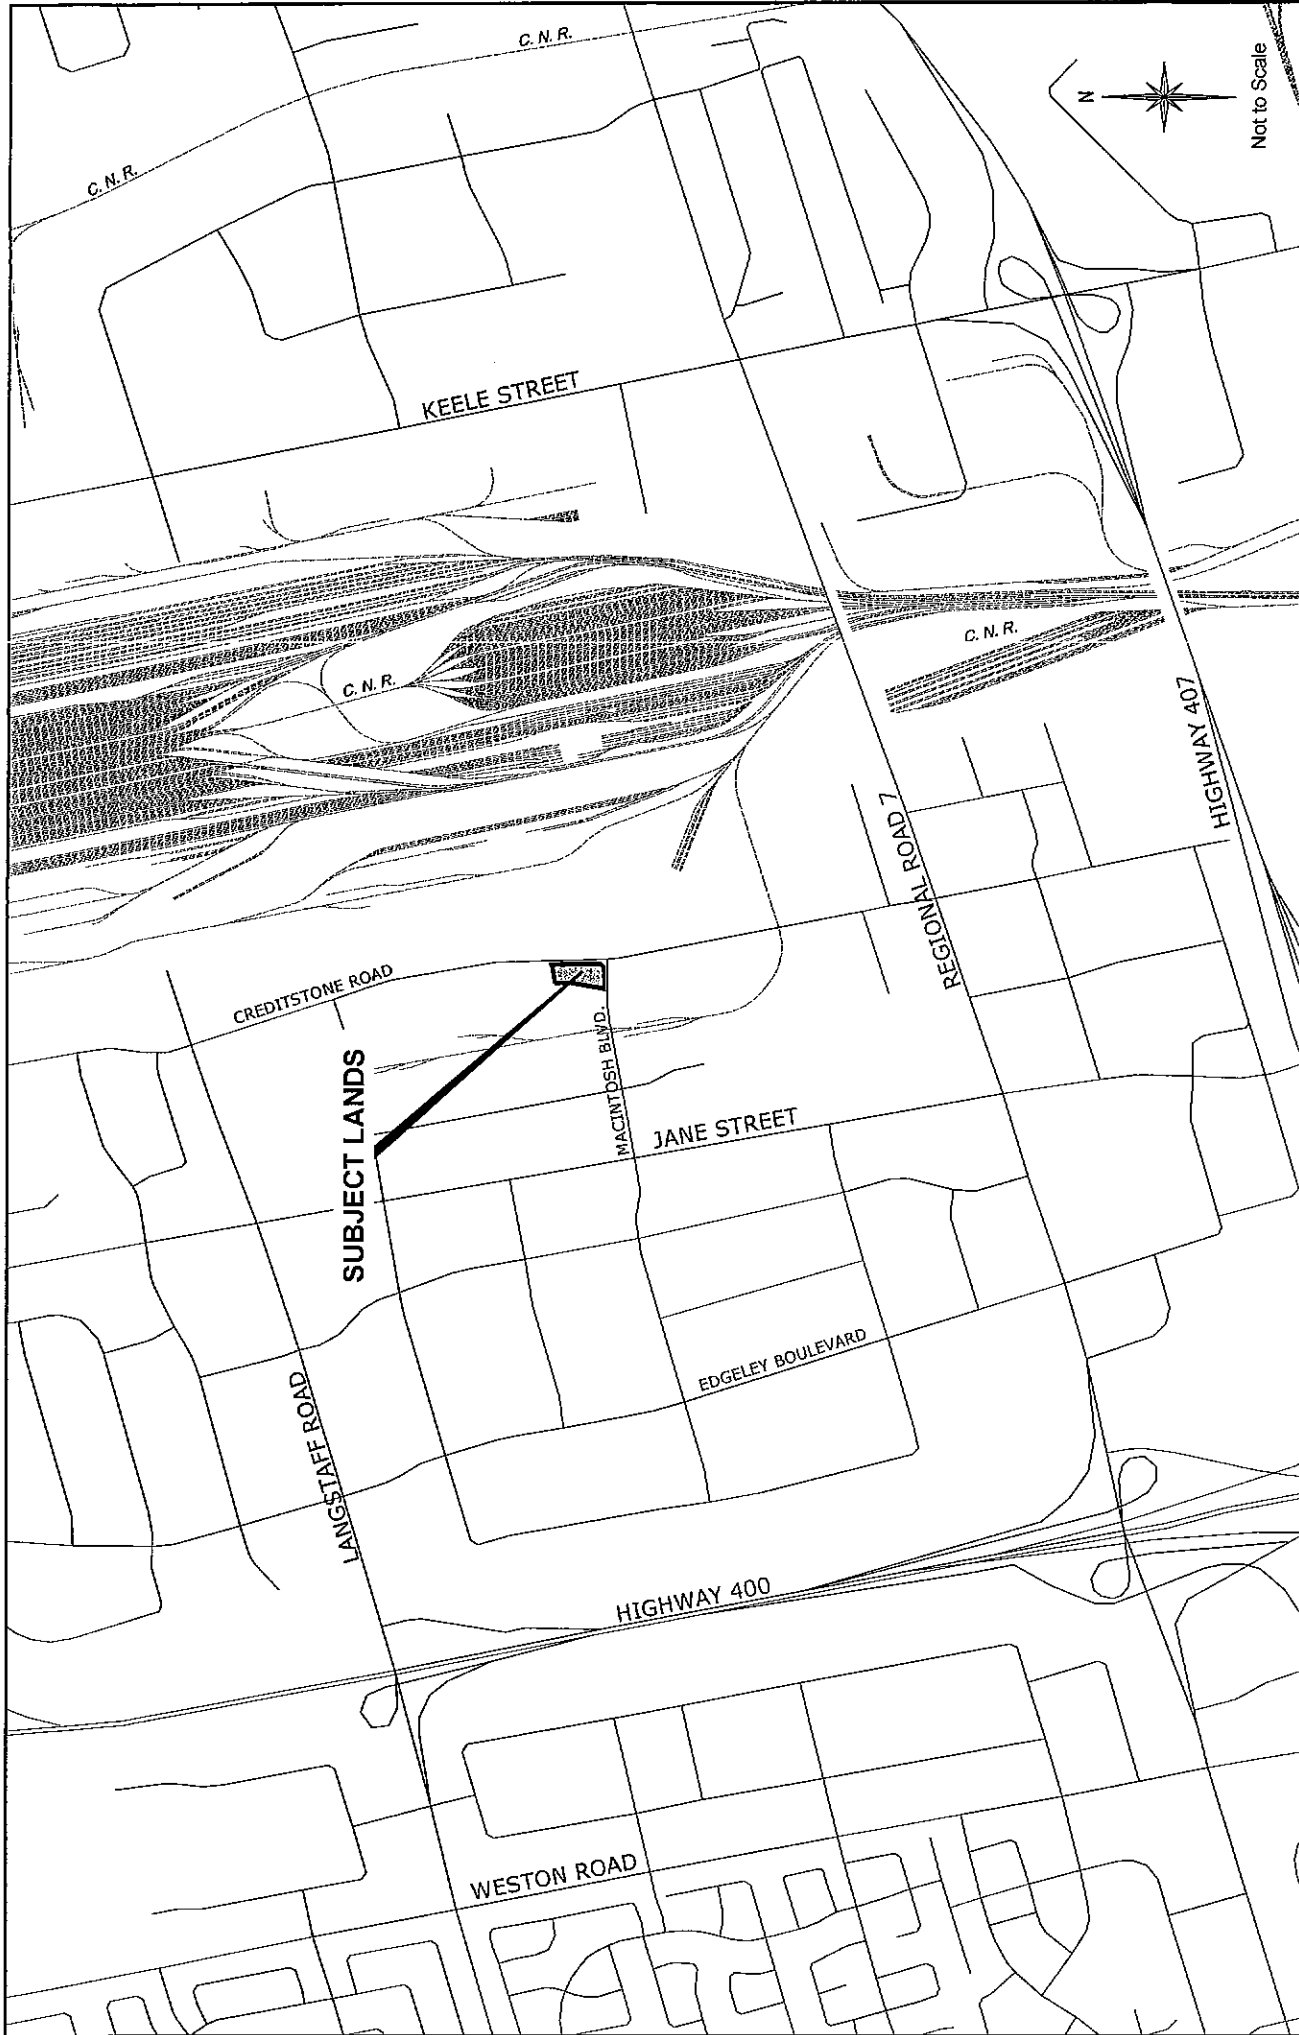 C. N. R.
C. N. R.
N
Not to Scale
KEELE STREET
C. N. R.
C. N. R.
HIGHWAY 407
REGIONAL ROAD 7
CREDITSTONE ROAD
SUBJECT LANDS
MACINTOSH BLVD.
JANE STREET
EDGELEY BOULEVARD
LANGSTAFF ROAD
HIGHWAY 400
WESTON ROAD